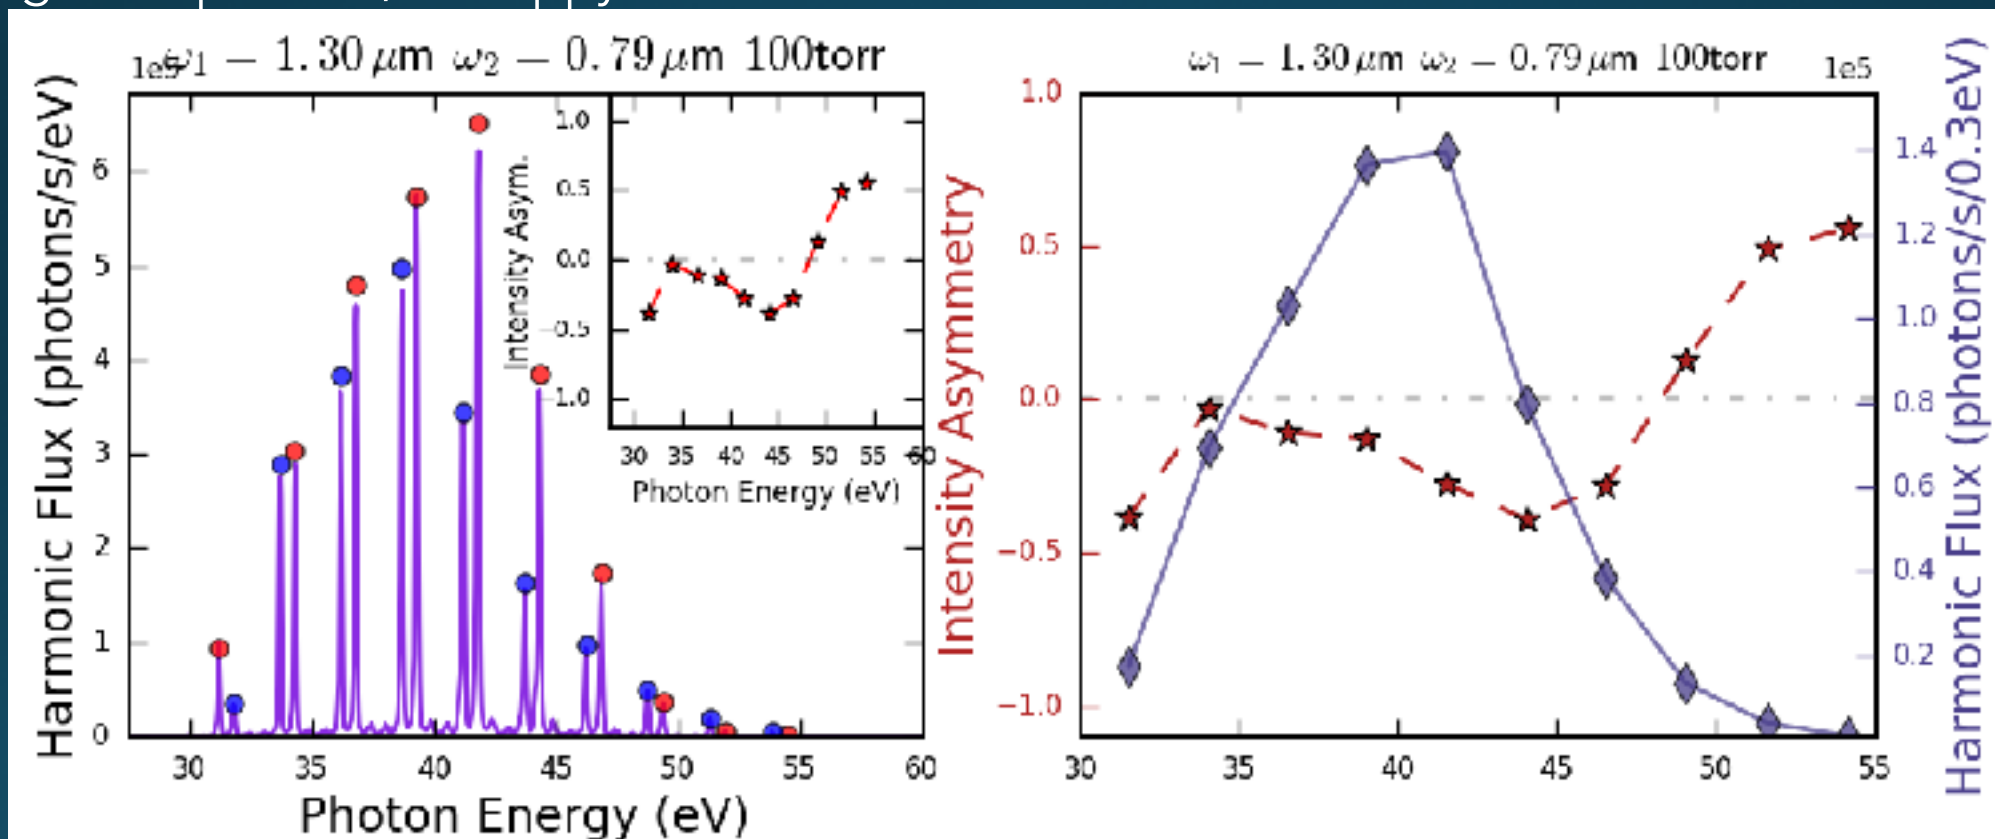 1e5 ω₁ − 1.30 μm ω₂ − 0.79 μm 100torr
Harmonic Flux (photons/s/eV)
6
5
4
3
2
1
0
30 35 40 45 50 55 60
Photon Energy (eV)
Intensity Asym.
1.0
0.5
0.0
−0.5
−1.0
30 35 40 45 50 55 60
Photon Energy (eV)
ω₁ − 1.30 μm ω₂ − 0.79 μm 100torr 1e5
Intensity Asymmetry
1.0
0.5
0.0
−0.5
−1.0
30 35 40 45 50 55
1.4
1.2
1.0
0.8
0.6
0.4
0.2
Harmonic Flux (photons/s/0.3eV)